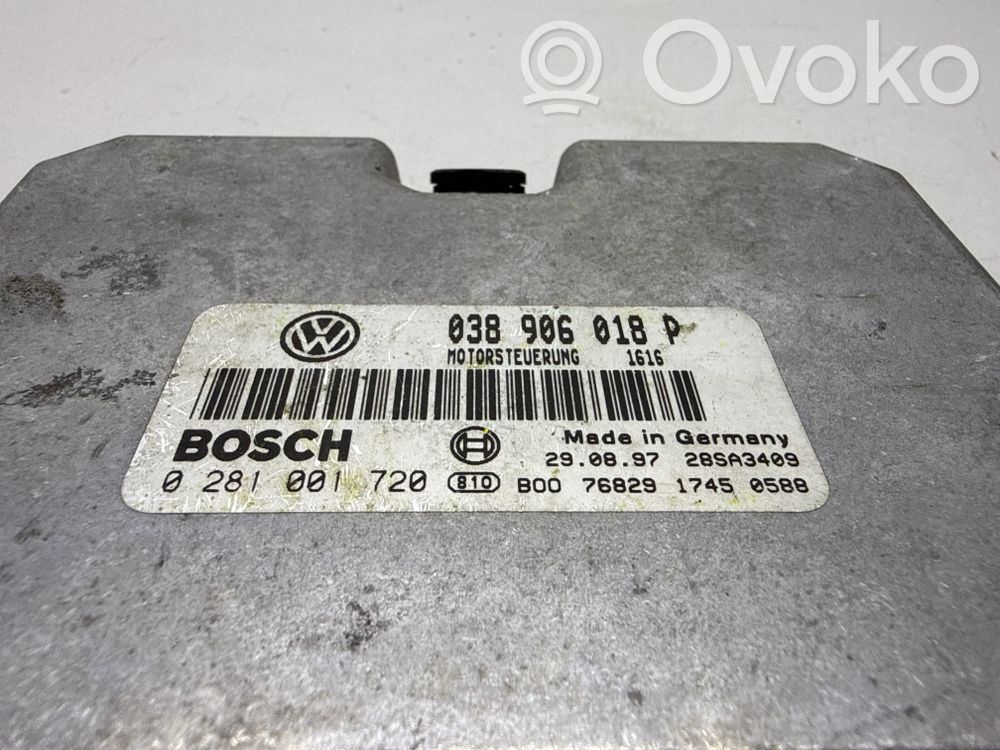 Ovoko
038 906 018 P
MOTORSTEUERUNG 1616
BOSCH
Made in Germany
29.08.97 28SA3409
0 281 001 720 810 B00 76829 1745 0588